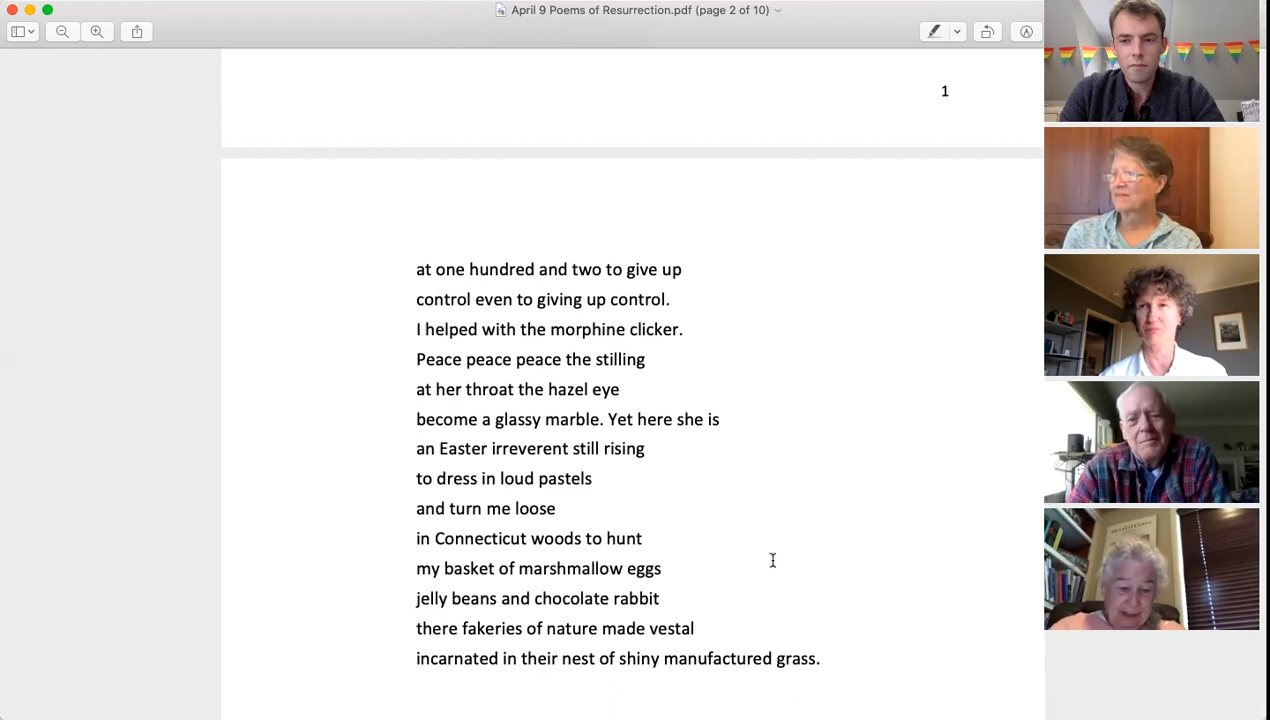 April 9 Poems of Resurrection.pdf (page 2 of 10)
1
at one hundred and two to give up
control even to giving up control.
I helped with the morphine clicker.
Peace peace peace the stilling
at her throat the hazel eye
become a glassy marble. Yet here she is
an Easter irreverent still rising
to dress in loud pastels
and turn me loose
in Connecticut woods to hunt
my basket of marshmallow eggs
jelly beans and chocolate rabbit
there fakeries of nature made vestal
incarnated in their nest of shiny manufactured grass.